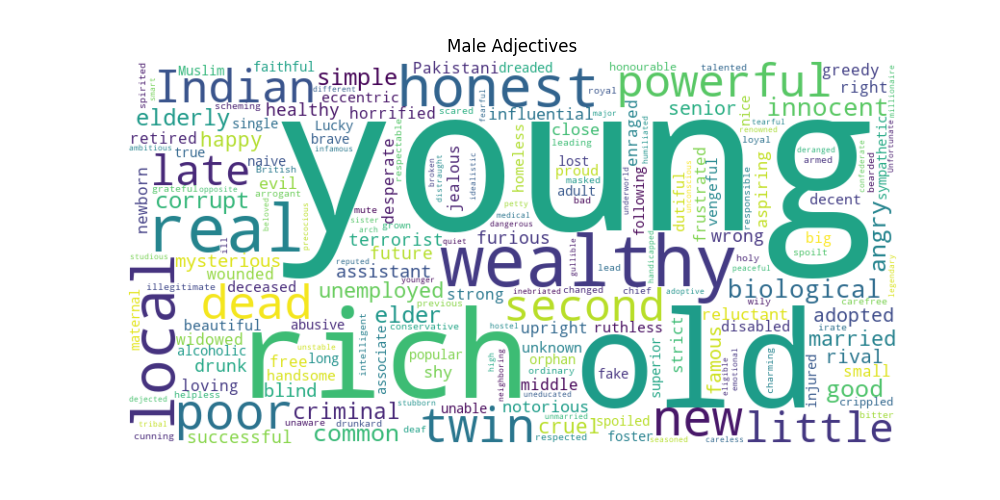 Male Adjectives
young
rich
old
wealthy
honest
powerful
Indian
real
local
late
poor
dead
second
new
little
twin
simple
Pakistani
dreaded
honourable
talented
greedy
right
millionaire
spirited
smart
Muslim
faithful
different
eccentric
fearful
royal
senior
innocent
elderly
scheming
healthy
horrified
scared
influential
major
enraged
humiliated
nice
tearful
renowned
retired
single
Lucky
brave
respectable
close
leading
loyal
deranged
armed
confederate
bearded
sympathetic
Unfortunate
ambitious
true
happy
infamous
naive
British
desperate
broken
distraught
jealous
idealistic
homeless
lost
proud
masked
adult
bad
underworld
following
dutiful
unconscious
frustrated
vengeful
responsible
aspiring
decent
newborn
corrupt
grateful
opposite
evil
arrogant
beloved
precocious
mute
sister
arch
grown
petty
medical
dangerous
terrorist
quiet
furious
gullible
handicapped
wrong
big
spoilt
angry
legendary
studious
mysterious
ill
future
reputed
assistant
younger
lead
holy
peaceful
illegitimate
wounded
deceased
unemployed
previous
strong
inebriated
changed
chief
adoptive
biological
wily
carefree
maternal
beautiful
abusive
elder
conservative
upright
ruthless
reluctant
disabled
adopted
irate
widowed
alcoholic
drunk
unstable
free
long
handsome
intelligent
associate
popular
shy
hostel
high
neighboring
unknown
orphan
ordinary
middle
uneducated
fake
superior
strict
famous
eligible
emotional
charming
injured
married
rival
small
good
crippled
loving
blind
dejected
helpless
tribal
cunning
successful
criminal
unaware
drunkard
common
stubborn
deaf
unable
notorious
unmarried
respected
cruel
spoiled
foster
seasoned
careless
bitter